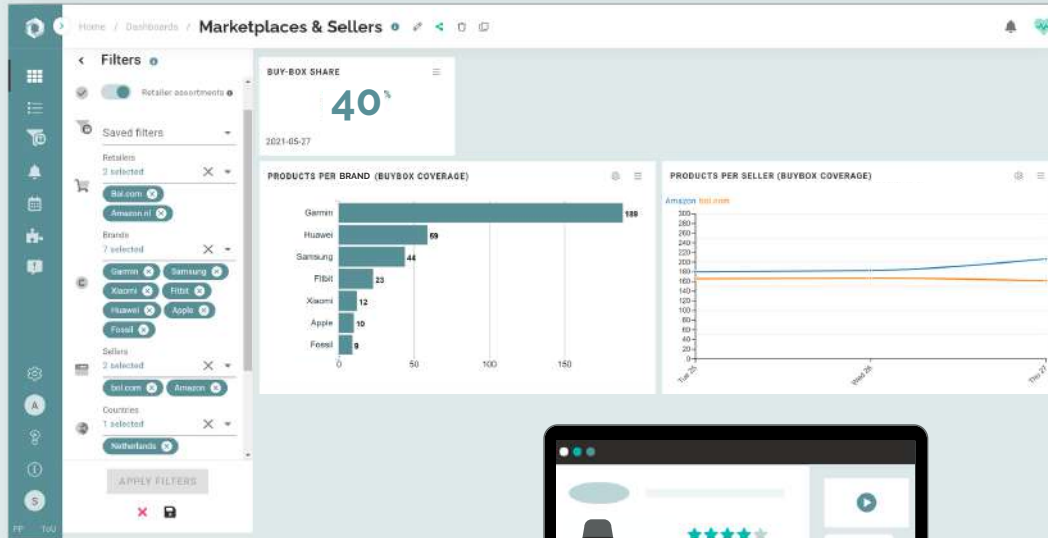 Home / Dashboards / Marketplaces & Sellers
Filters
Retailer assortments
Saved filters
Retailers
2 selected
Bol.com
Amazon.nl
Brands
7 selected
Garmin Samsung
Xiaomi Fitbit
Huawei Apple
Fossil
Sellers
2 selected
bol.com Amazon
Countries
1 selected
Netherlands
APPLY FILTERS
A
S
PP ToU
BUY-BOX SHARE
40%
2021-05-27
PRODUCTS PER BRAND (BUYBOX COVERAGE)
Garmin 189
Huawei 59
Samsung 44
Fitbit 23
Xiaomi 12
Apple 10
Fossil 9
0 50 100 150
PRODUCTS PER SELLER (BUYBOX COVERAGE)
Amazon bol.com
300
280
260
240
220
200
180
160
140
120
100
80
60
40
20
0
Tue 25 Wed 26 Thu 27